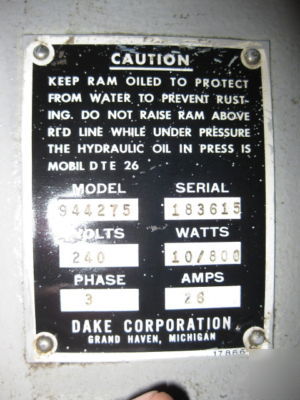 CAUTION
KEEP RAM OILED TO PROTECT
FROM WATER TO PREVENT RUST-
ING. DO NOT RAISE RAM ABOVE
RED LINE WHILE UNDER PRESSURE
THE HYDRAULIC OIL IN PRESS IS
MOBIL DTE 26
MODEL SERIAL
944275 183615
VOLTS WATTS
240 10/800
PHASE AMPS
3 26
DAKE CORPORATION
GRAND HAVEN, MICHIGAN
17866